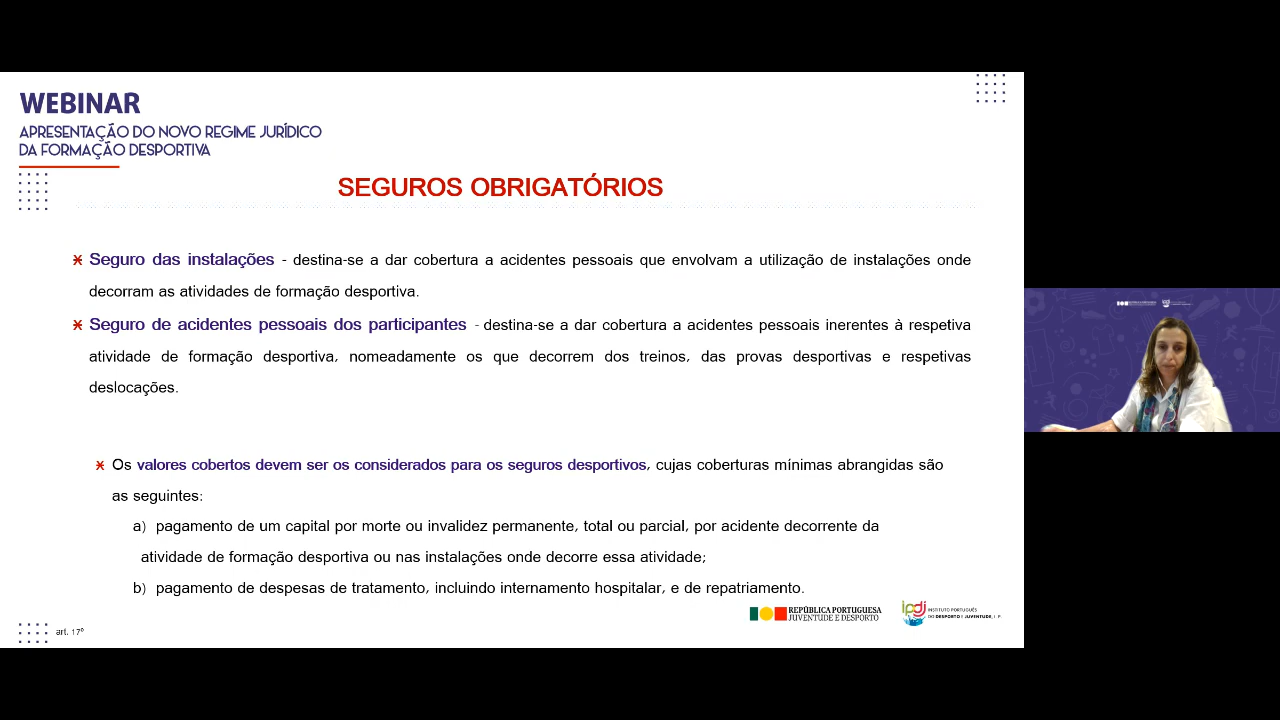 WEBINAR
APRESENTAÇÃO DO NOVO REGIME JURÍDICO
DA FORMAÇÃO DESPORTIVA
SEGUROS OBRIGATÓRIOS
Seguro das instalações - destina-se a dar cobertura a acidentes pessoais que envolvam a utilização de instalações onde
decorram as atividades de formação desportiva.
Seguro de acidentes pessoais dos participantes - destina-se a dar cobertura a acidentes pessoais inerentes à respetiva
atividade de formação desportiva, nomeadamente os que decorrem dos treinos, das provas desportivas e respetivas
deslocações.
Os valores cobertos devem ser os considerados para os seguros desportivos, cujas coberturas mínimas abrangidas são
as seguintes:
a) pagamento de um capital por morte ou invalidez permanente, total ou parcial, por acidente decorrente da
atividade de formação desportiva ou nas instalações onde decorre essa atividade;
b) pagamento de despesas de tratamento, incluindo internamento hospitalar, e de repatriamento.
REPÚBLICA PORTUGUESA
JUVENTUDE E DESPORTO
ipdj
INSTITUTO PORTUGUÊS
DO DESPORTO E JUVENTUDE, I. P.
art. 17º